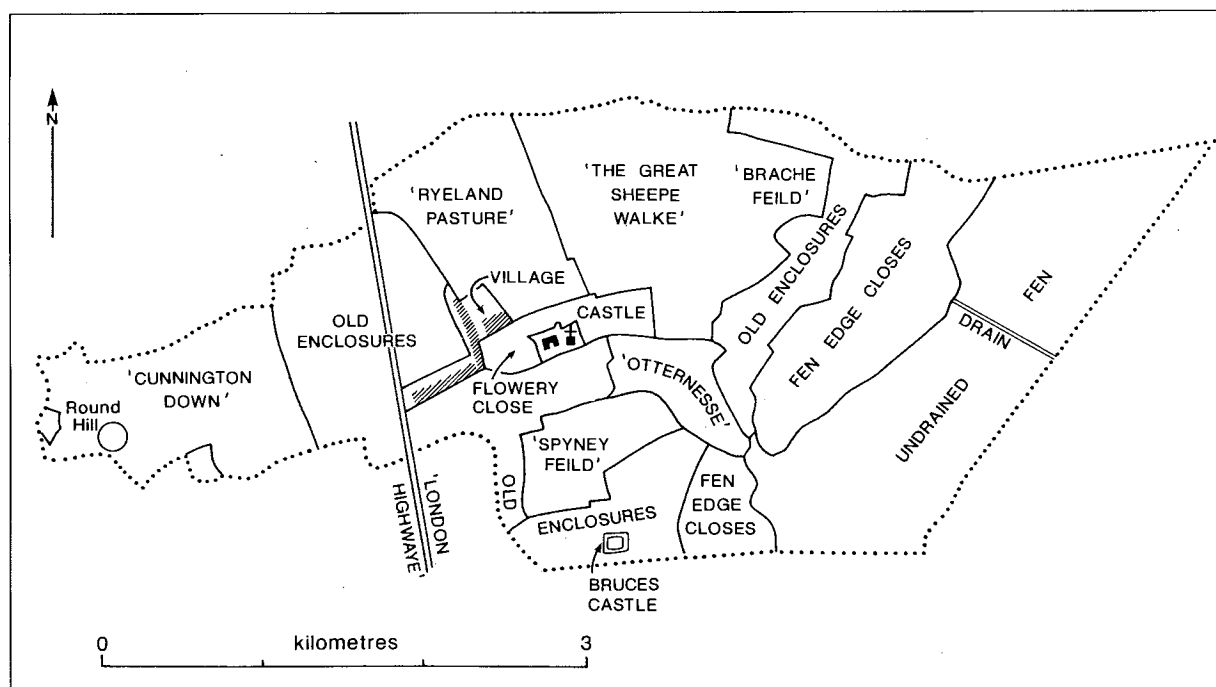 N
'RYELAND
PASTURE'
'THE GREAT
SHEEPE
WALKE'
'BRACHE
FEILD'
VILLAGE
OLD
ENCLOSURES
CASTLE
OLD ENCLOSURES
FEN EDGE CLOSES
FEN
DRAIN
UNDRAINED
'CUNNINGTON
DOWN'
Round
Hill
FLOWERY
CLOSE
'OTTERNESSE'
'SPYNEY
FEILD'
OLD
ENCLOSURES
FEN
EDGE
CLOSES
'LONDON
HIGHWAYE'
BRUCES
CASTLE
0 kilometres 3